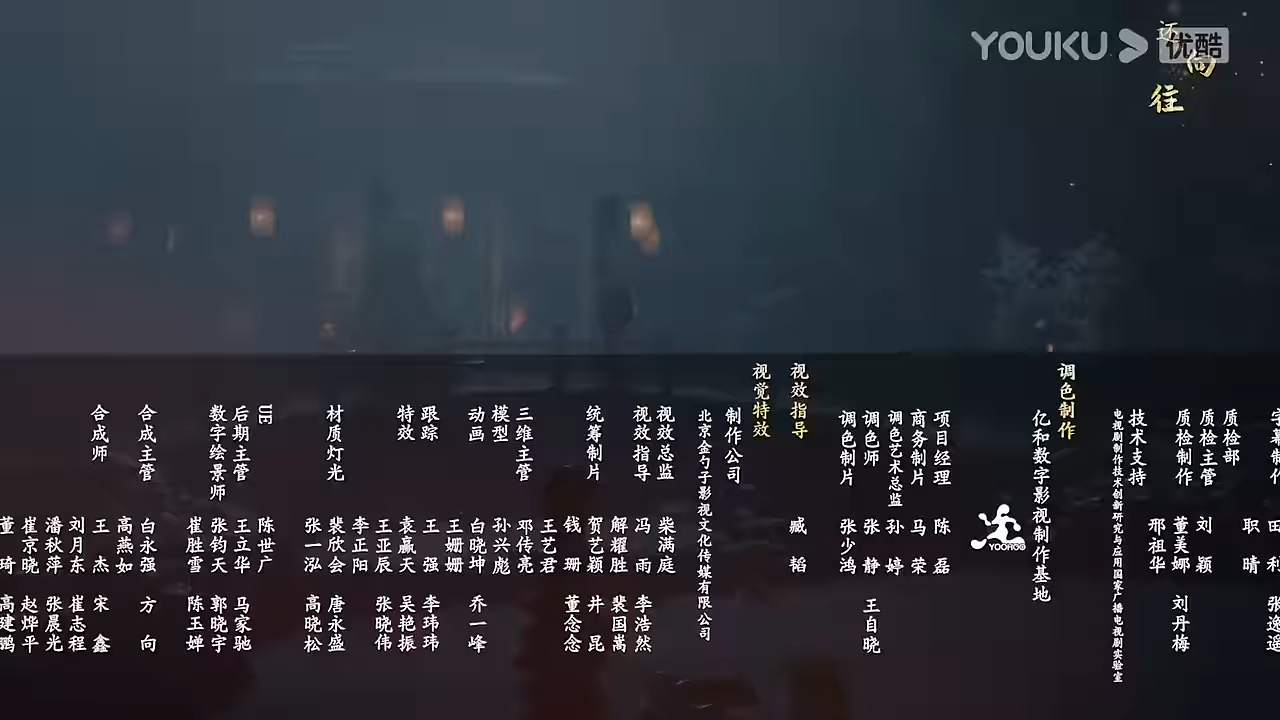 YOUKU 优酷
还
向
往
质检部
质检主管
刘 颖
质检制作
董美娜 刘丹梅
邢祖华
技术支持
电视剧制作技术创新研究与应用国家广播电视剧实验室
调色制作
亿和数字影视制作基地
YOOHOO
项目经理
陈 磊
商务制片
马 荣
调色艺术总监
孙 婷
调色师
张 静 王自晓
调色制片
张少鸿
视效指导
臧 韬
视觉特效
制作公司
北京金勺子影视文化传媒有限公司
视效总监
柴满庭
视效指导
冯 雨 李浩然
解耀胜 裴国嵩
统筹制片
贺艺颖 井 昆
钱 珊 董念念
三维主管
王艺君
邓传亮
模型
孙兴彪
动画
白晓坤 乔一峰
王姗姗
跟踪
王 强 李玮玮
特效
袁赢天 吴艳振
王亚辰 张晓伟
李正阳
材质灯光
裴欣会 唐永盛
张一泓 高晓松
UE
陈世广
后期主管
王立华 马家驰
数字绘景师
张钧天 郭晓宇
崔胜雪 陈玉婵
合成主管
白永强 方 向
高燕如
合成师
王 杰 宋 鑫
刘月东 崔志程
潘秋萍 张晨光
崔京晓 赵烨平
董 琦 高建鹏